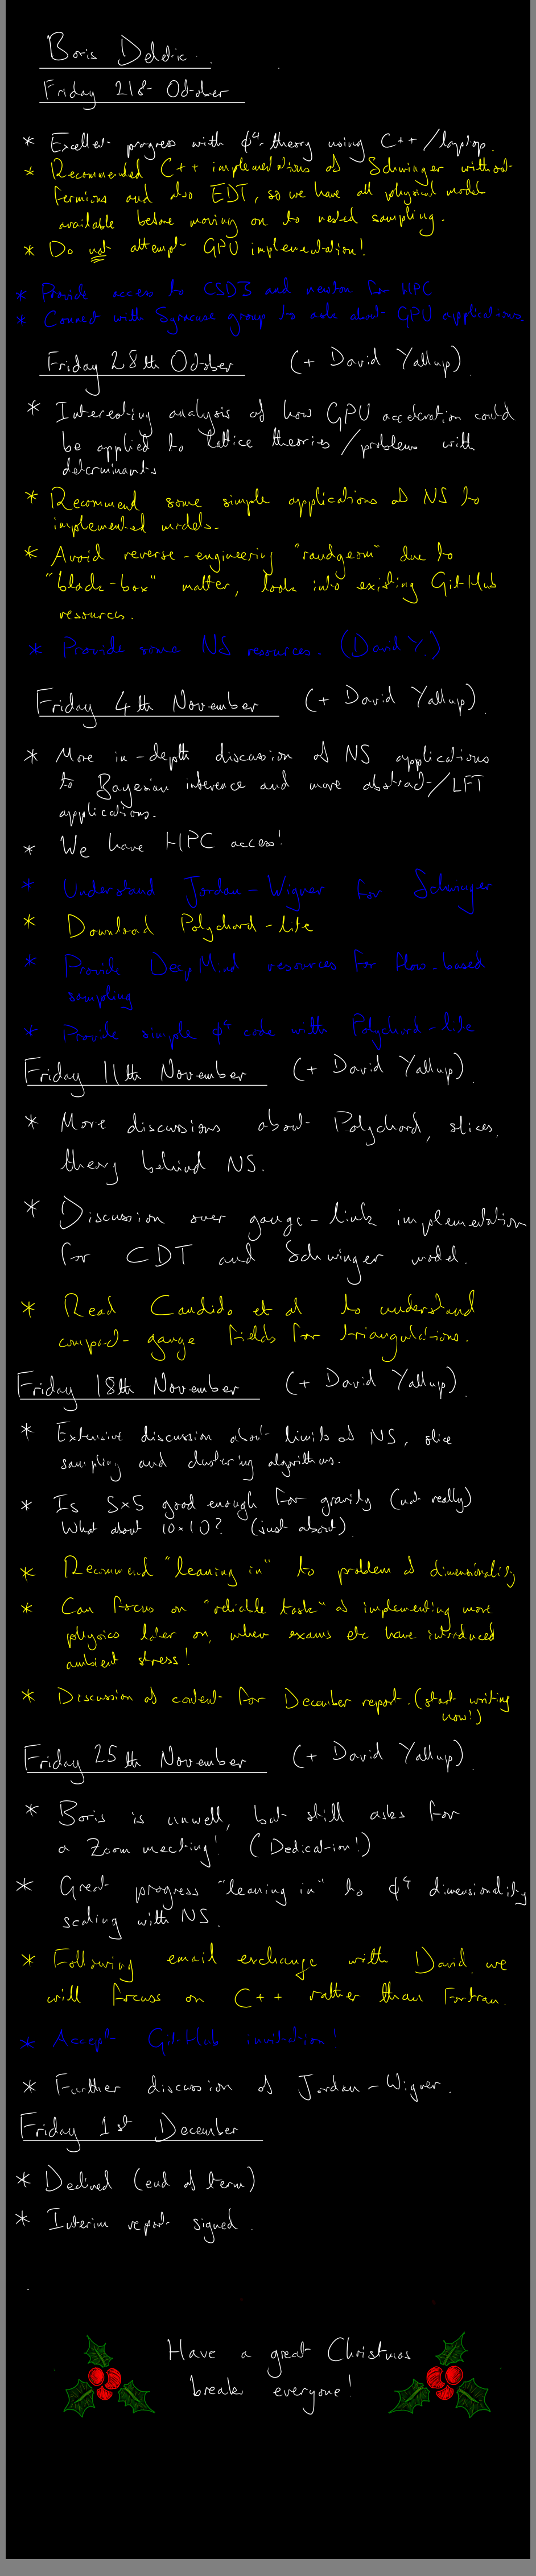 Boris Deletic
Friday 21st October
* Excellent progress with ϕ⁴-theory using C++/laptop.
* Recommended C++ implementations of Schwinger without
fermions and also EDT, so we have all physical models
available before moving on to nested sampling.
* Do not attempt GPU implementation!
* Provide access to CSD3 and newton for HPC
* Connect with Syracuse group to ask about GPU applications
Friday 28th October (+ David Yallup)
* Interesting analysis of how GPU acceleration could
be applied to lattice theories/problems with
determinants
* Recommend some simple applications of NS to
implemented models.
* Avoid reverse-engineering "randgeom" due to
"black-box" matter, look into existing GitHub
resources.
* Provide some NS resources. (David Y)
Friday 4th November (+ David Yallup)
* More in-depth discussion of NS applications
to Bayesian inference and more abstract/LFT
applications.
* We have HPC access!
* Understand Jordan-Wigner for Schwinger
* Download Polychord-lite
* Provide DeepMind resources for flow-based
sampling
* Provide simple ϕ⁴ code with Polychord-lite
Friday 11th November (+ David Yallup)
* More discussions about Polychord, slices,
theory behind NS.
* Discussion over gauge-link implementation
for CDT and Schwinger model.
* Read Candido et al to understand
compact gauge fields for triangulations.
Friday 18th November (+ David Yallup)
* Extensive discussion about limits of NS, slice
sampling and clustering algorithms.
* Is 5×5 good enough for gravity (not really)
What about 10×10? (just about)
* Recommend "leaning in" to problem of dimensionality
* Can focus on "reliable task" of implementing more
physics later on, when exams etc have introduced
ambient stress!
* Discussion of content for December report. (start writing
now!)
Friday 25th November (+ David Yallup)
* Boris is unwell, but still asks for
a Zoom meeting! (Dedication!)
* Great progress "leaning in" to ϕ⁴ dimensionality
scaling with NS.
* Following email exchange with David, we
will focuss on C++ rather than Fortran.
* Accept GitHub invitation!
* Further discussion of Jordan-Wigner.
Friday 1st December
* Declined (end of term)
* Interim report signed.
Have a great Christmas
break everyone!